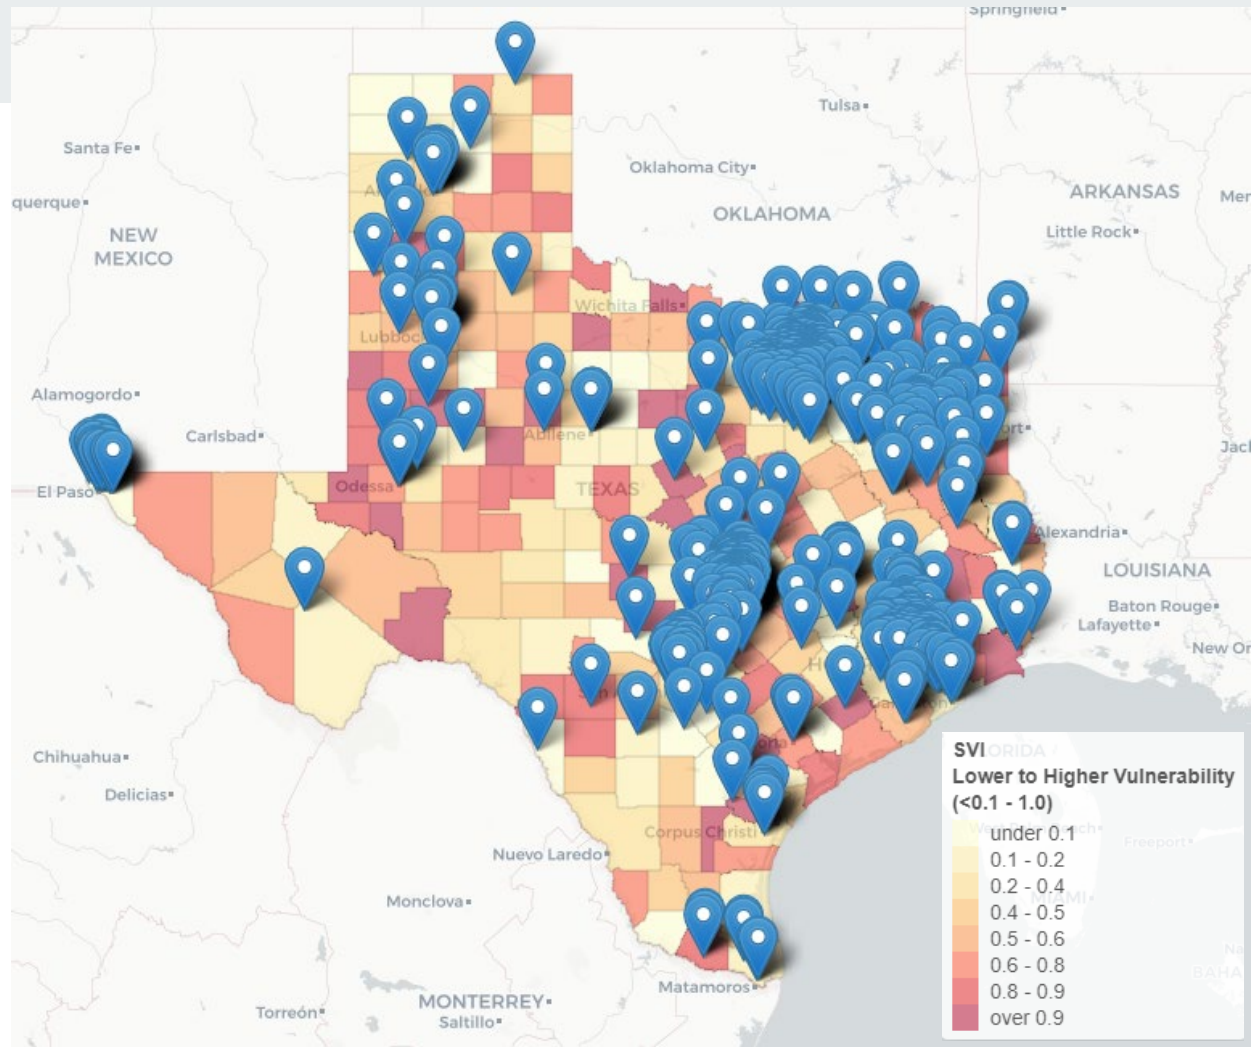 Springfield
Tulsa
Santa Fe
Oklahoma City
ARKANSAS
querque
OKLAHOMA
Little Rock
NEW
MEXICO
Wichita Falls
Lubbock
Alamogordo
Carlsbad
Abilene
El Paso
Odessa
TEXAS
Alexandria
LOUISIANA
Baton Rouge
Lafayette
New Or
Chihuahua
Delicias
Corpus Christi
Nuevo Laredo
Monclova
Matamoros
MONTERREY
Torreón
Saltillo
SVI
Lower to Higher Vulnerability
(<0.1 - 1.0)
under 0.1
0.1 - 0.2
0.2 - 0.4
0.4 - 0.5
0.5 - 0.6
0.6 - 0.8
0.8 - 0.9
over 0.9
Freeport
MIAMI